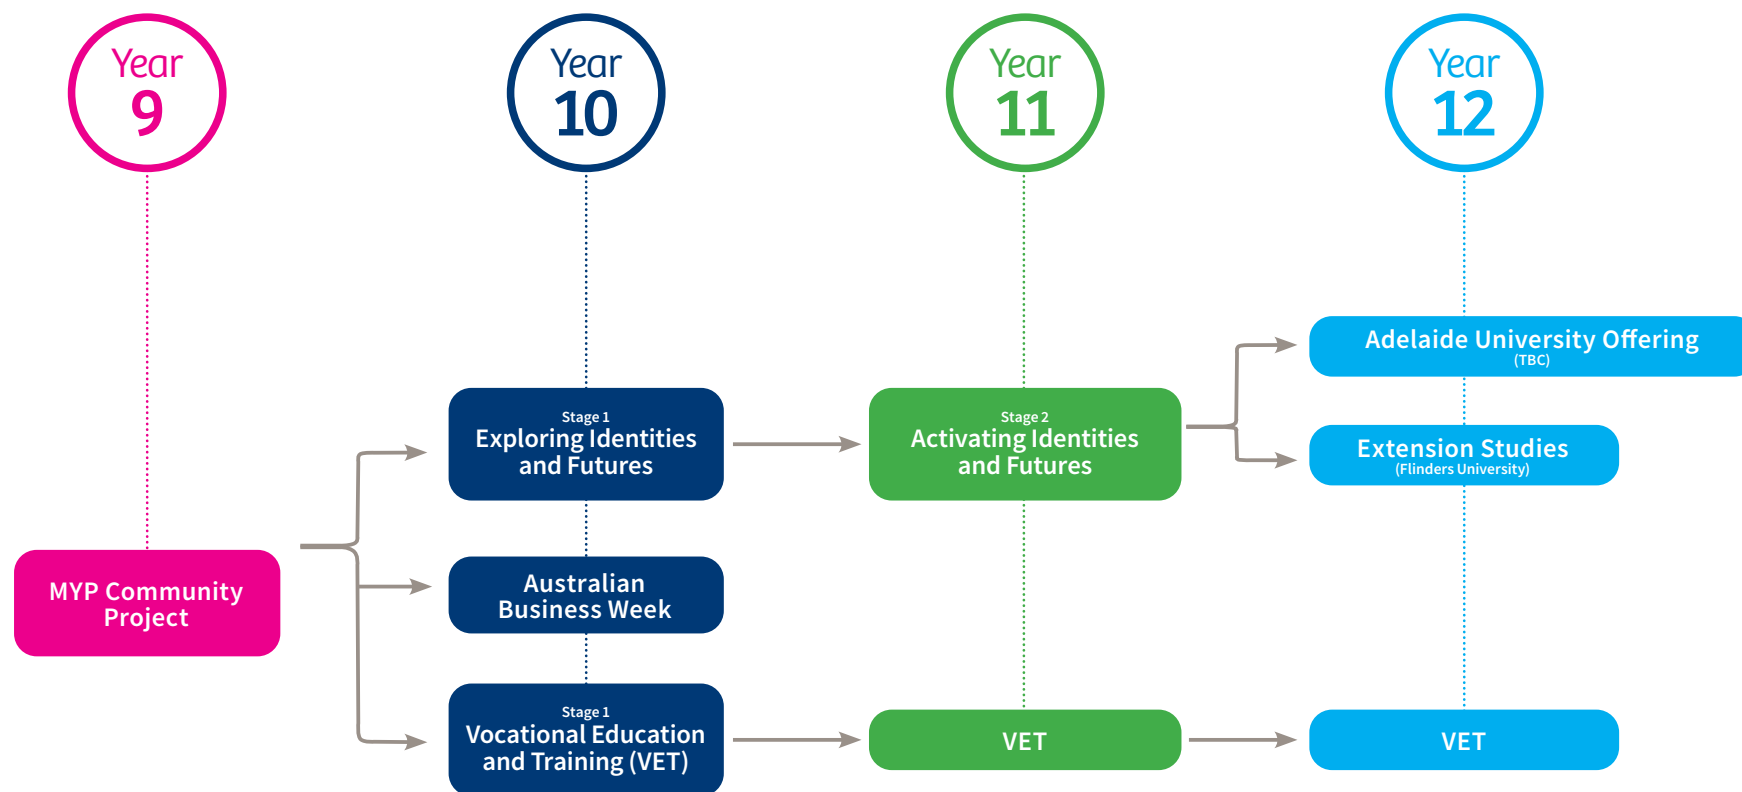 Year
9
Year
10
Year
11
Year
12
MYP Community
Project
Stage 1
Exploring Identities
and Futures
Australian
Business Week
Stage 1
Vocational Education
and Training (VET)
Stage 2
Activating Identities
and Futures
VET
Adelaide University Offering
(TBC)
Extension Studies
(Flinders University)
VET